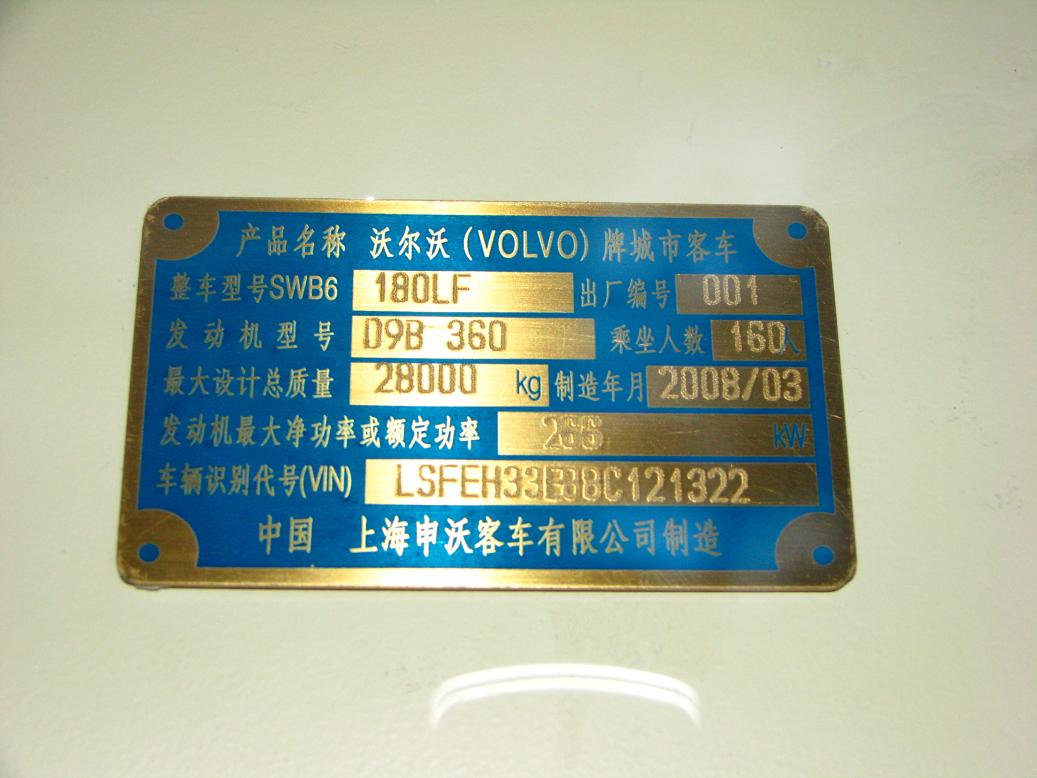 产品名称 沃尔沃(VOLVO)牌城市客车
整车型号SWB6 180LF 出厂编号 001
发动机型号 D9B 360 乘坐人数 160人
最大设计总质量 28000 kg 制造年月 2008/03
发动机最大净功率或额定功率 266 kW
车辆识别代号(VIN) LSFEH33E88C121322
中国 上海申沃客车有限公司制造